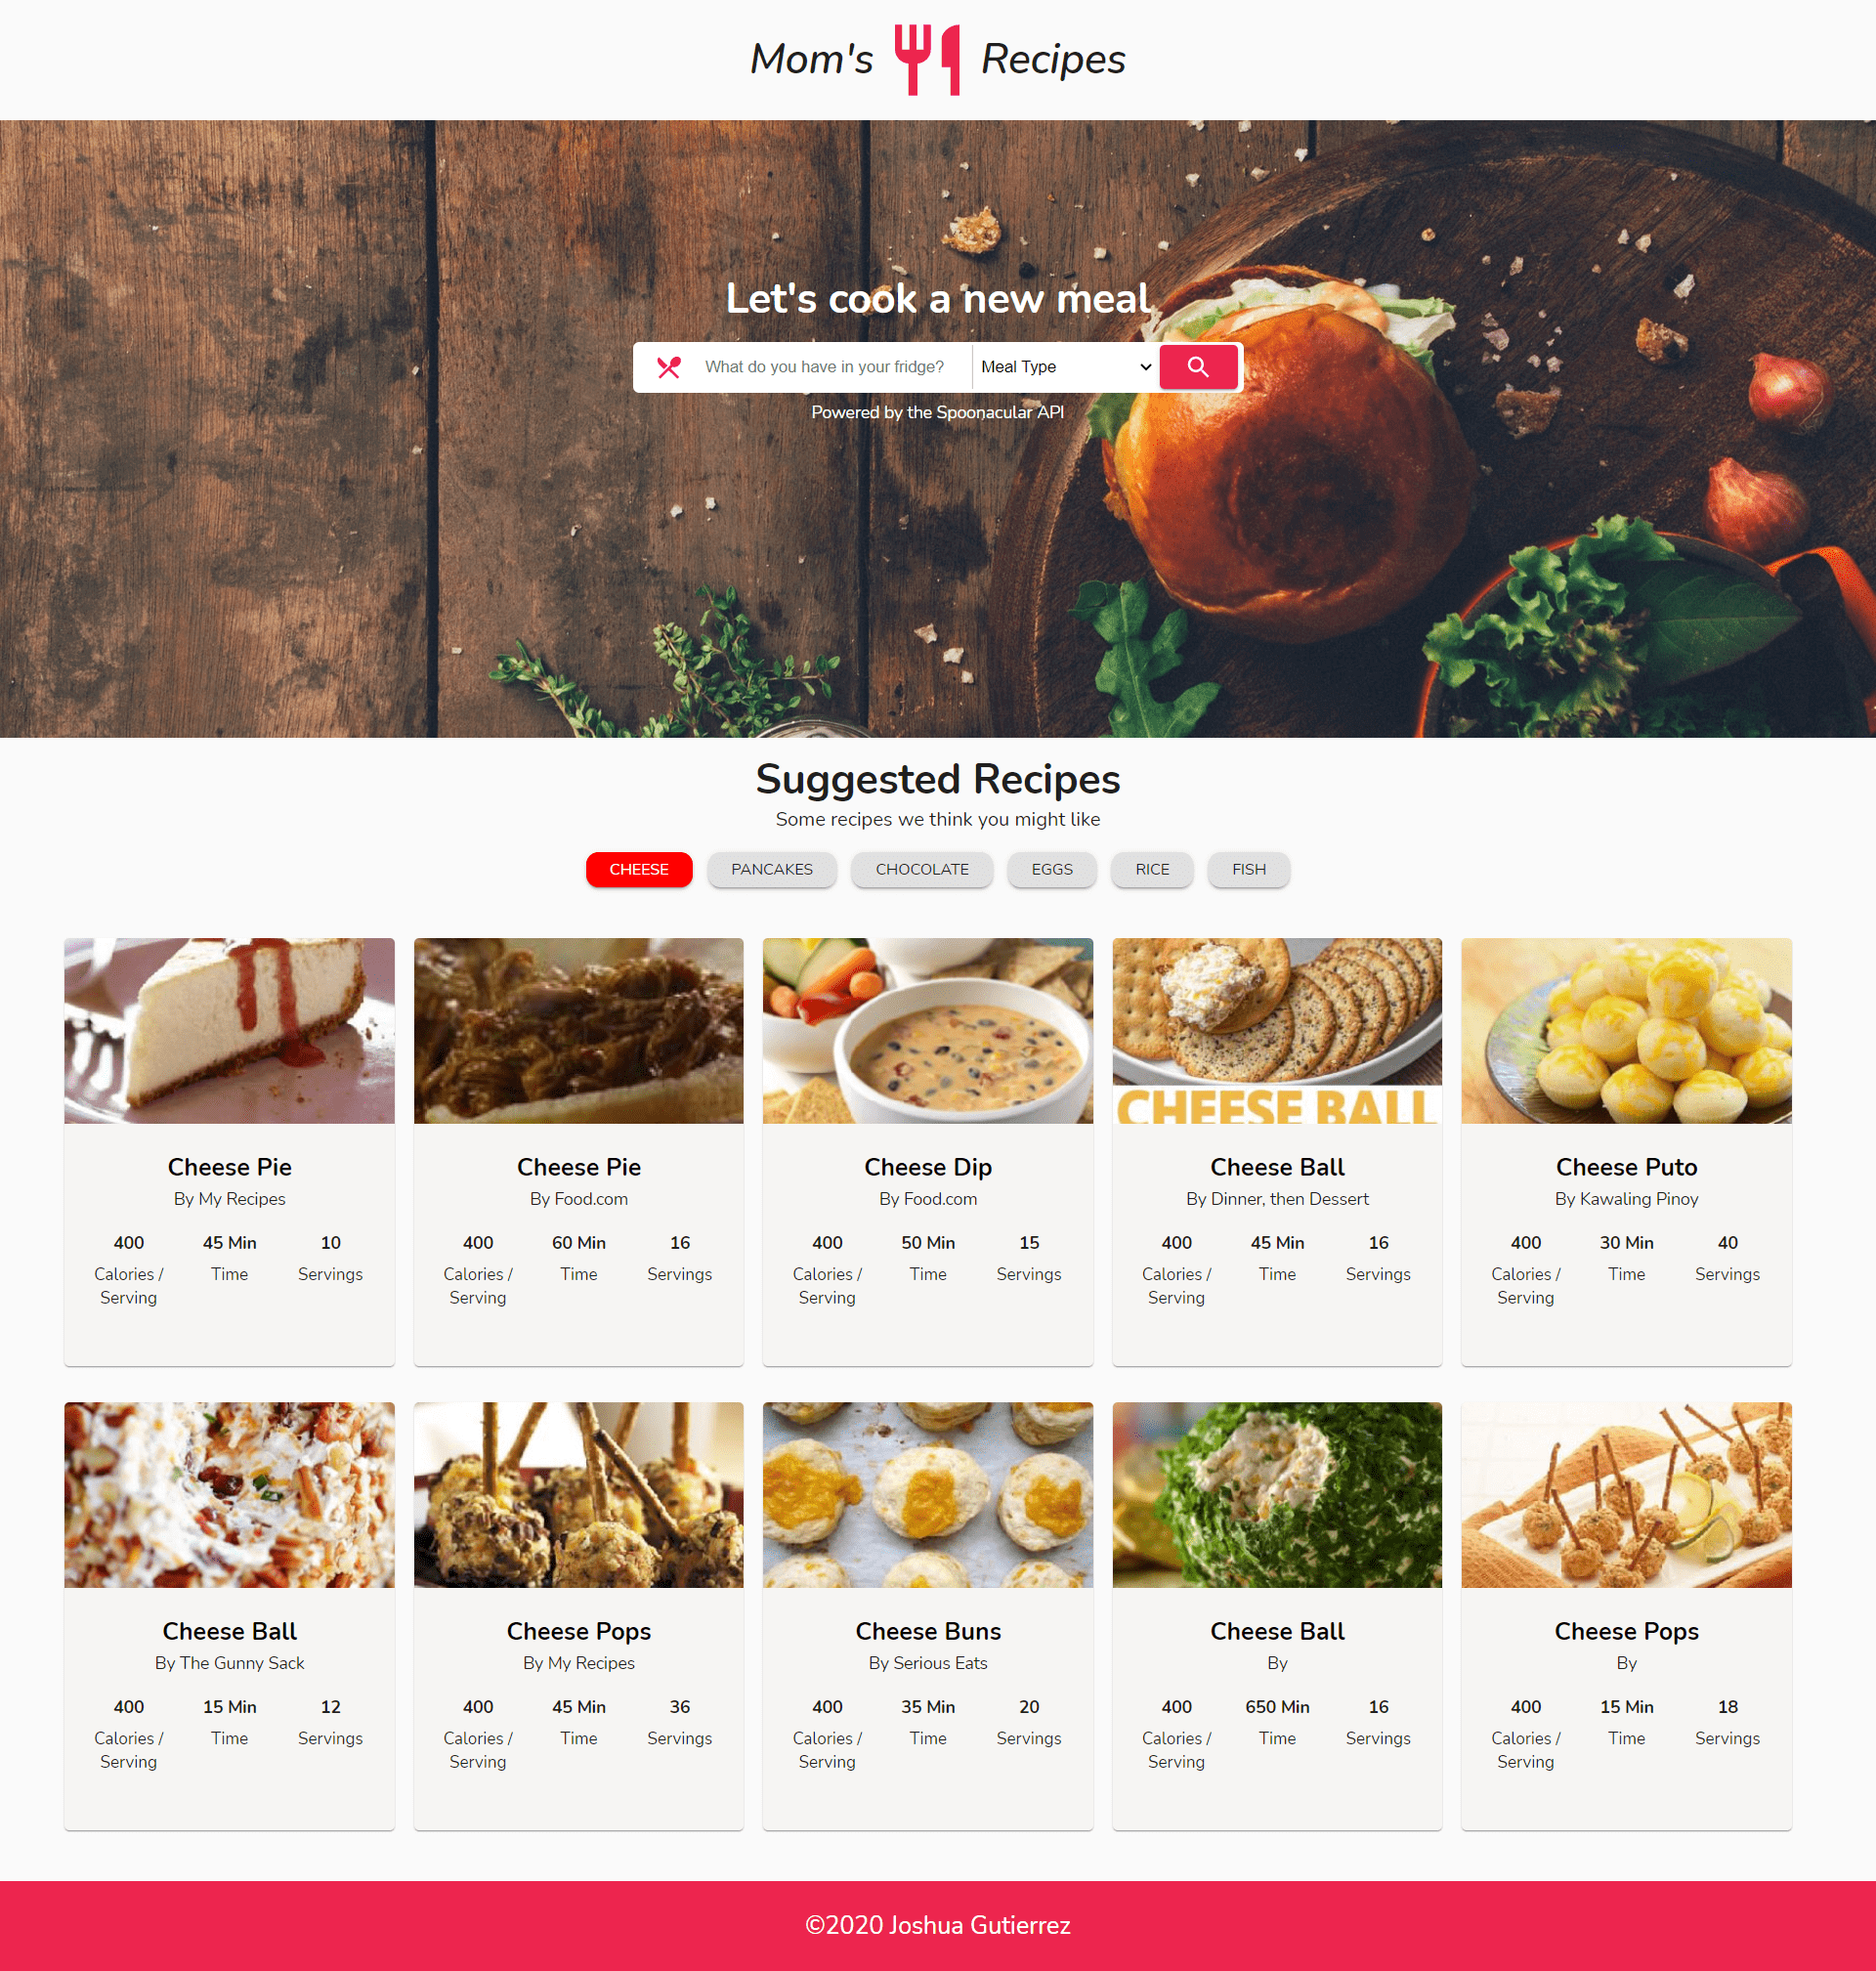 Mom's Recipes
Let's cook a new meal
What do you have in your fridge? Meal Type
Powered by the Spoonacular API
Suggested Recipes
Some recipes we think you might like
CHEESE PANCAKES CHOCOLATE EGGS RICE FISH
CHEESE BALL
Cheese Pie Cheese Pie Cheese Dip Cheese Ball Cheese Puto
By My Recipes By Food.com By Food.com By Dinner, then Dessert By Kawaling Pinoy
400 45 Min 10 400 60 Min 16 400 50 Min 15 400 45 Min 16 400 30 Min 40
Calories / Time Servings Calories / Time Servings Calories / Time Servings Calories / Time Servings Calories / Time Servings
Serving Serving Serving Serving Serving
Cheese Ball Cheese Pops Cheese Buns Cheese Ball Cheese Pops
By The Gunny Sack By My Recipes By Serious Eats By By
400 15 Min 12 400 45 Min 36 400 35 Min 20 400 650 Min 16 400 15 Min 18
Calories / Time Servings Calories / Time Servings Calories / Time Servings Calories / Time Servings Calories / Time Servings
Serving Serving Serving Serving Serving
©2020 Joshua Gutierrez